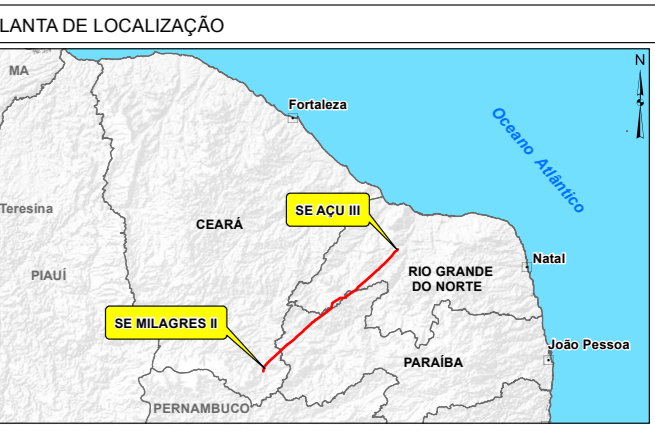 LANTA DE LOCALIZAÇÃO
MA
N
Fortaleza
Oceano Atlântico
Teresina
CEARÁ
SE AÇU III
Natal
PIAUÍ
RIO GRANDE
DO NORTE
SE MILAGRES II
João Pessoa
PARAÍBA
PERNAMBUCO